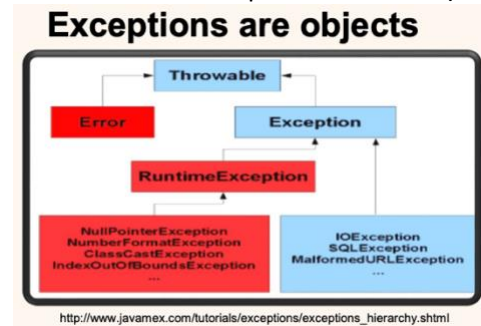 Exceptions are objects
Throwable
Error
Exception
RuntimeException
NullPointerException
NumberFormatException
ClassCastException
IndexOutOfBoundsException
...
IOException
SQLException
MalformedURLException
...
http://www.javamex.com/tutorials/exceptions/exceptions_hierarchy.shtml